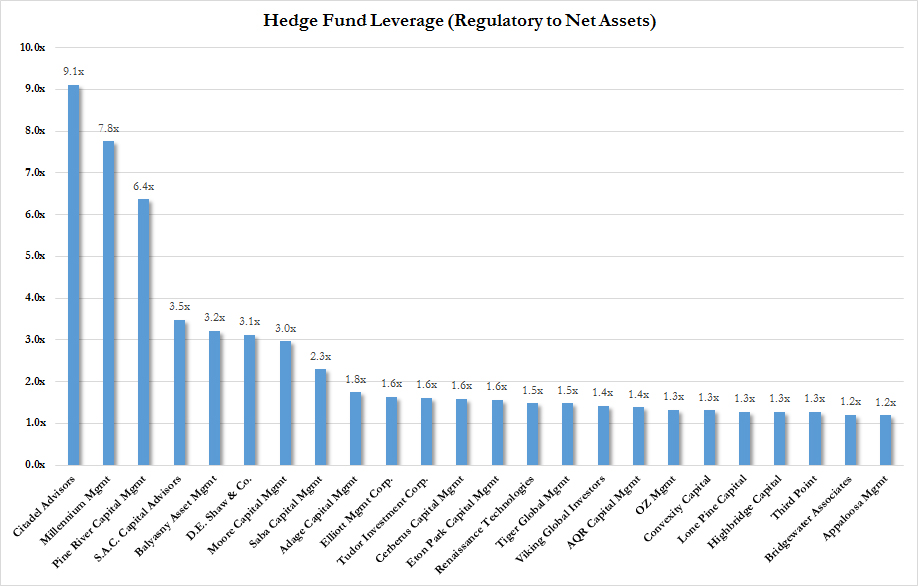 Hedge Fund Leverage (Regulatory to Net Assets)
10.0x
9.0x
8.0x
7.0x
6.0x
5.0x
4.0x
3.0x
2.0x
1.0x
0.0x
9.1x
7.8x
6.4x
3.5x
3.2x
3.1x
3.0x
2.3x
1.8x
1.6x
1.6x
1.6x
1.6x
1.5x
1.5x
1.4x
1.4x
1.3x
1.3x
1.3x
1.3x
1.3x
1.2x
1.2x
Citadel Advisors
Millennium Mgmt
Pine River Capital Mgmt
S.A.C. Capital Advisors
Balyasny Asset Mgmt
D.E. Shaw & Co.
Moore Capital Mgmt
Saba Capital Mgmt
Adage Capital Mgmt
Elliott Mgmt Corp.
Tudor Investment Corp.
Cerberus Capital Mgmt
Eton Park Capital Mgmt
Renaissance Technologies
Tiger Global Mgmt
Viking Global Investors
AQR Capital Mgmt
OZ Mgmt
Convexity Capital
Lone Pine Capital
Highbridge Capital
Third Point
Bridgewater Associates
Appaloosa Mgmt